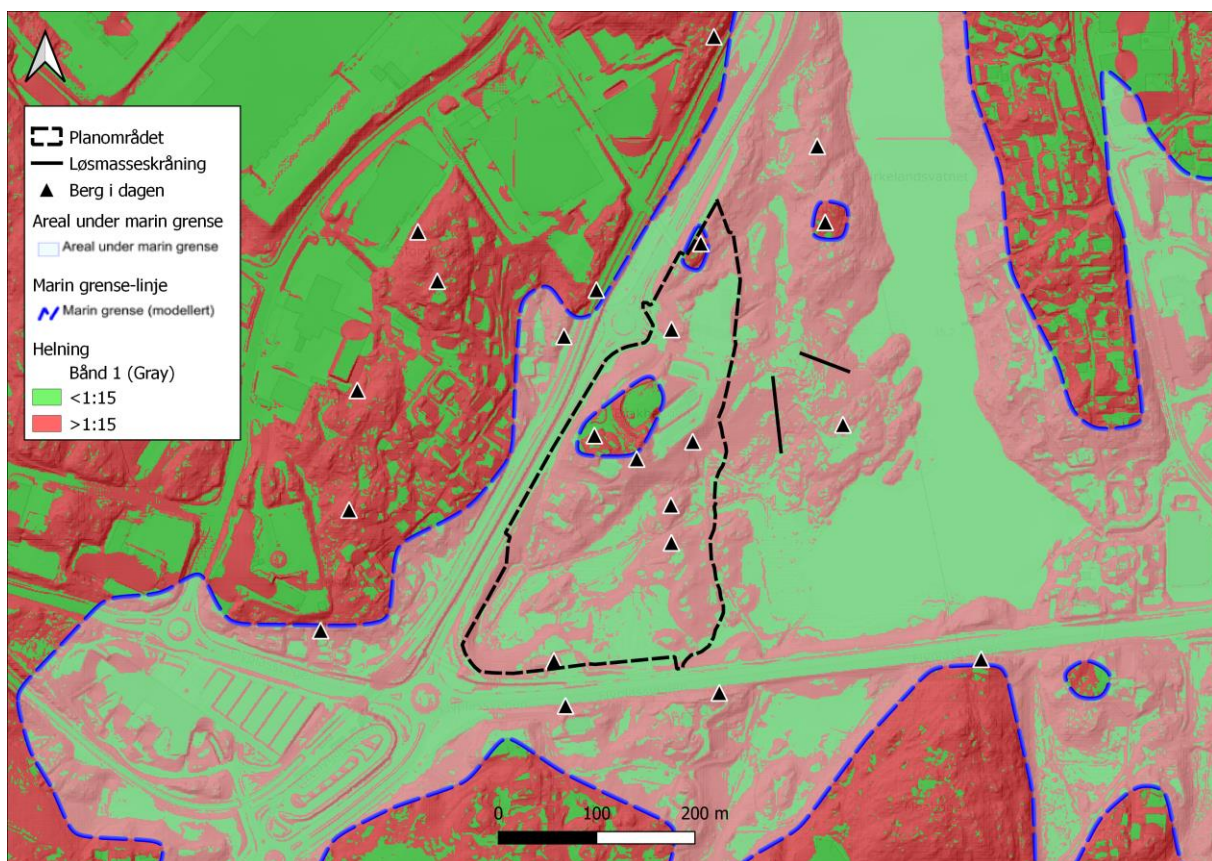 Planområdet
Løsmasseskråning
Berg i dagen
Areal under marin grense
Areal under marin grense
Marin grense-linje
Marin grense (modellert)
Helning
Bånd 1 (Gray)
<1:15
>1:15
0 100 200 m